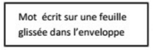 Mot écrit sur une feuille
glissée dans l'enveloppe